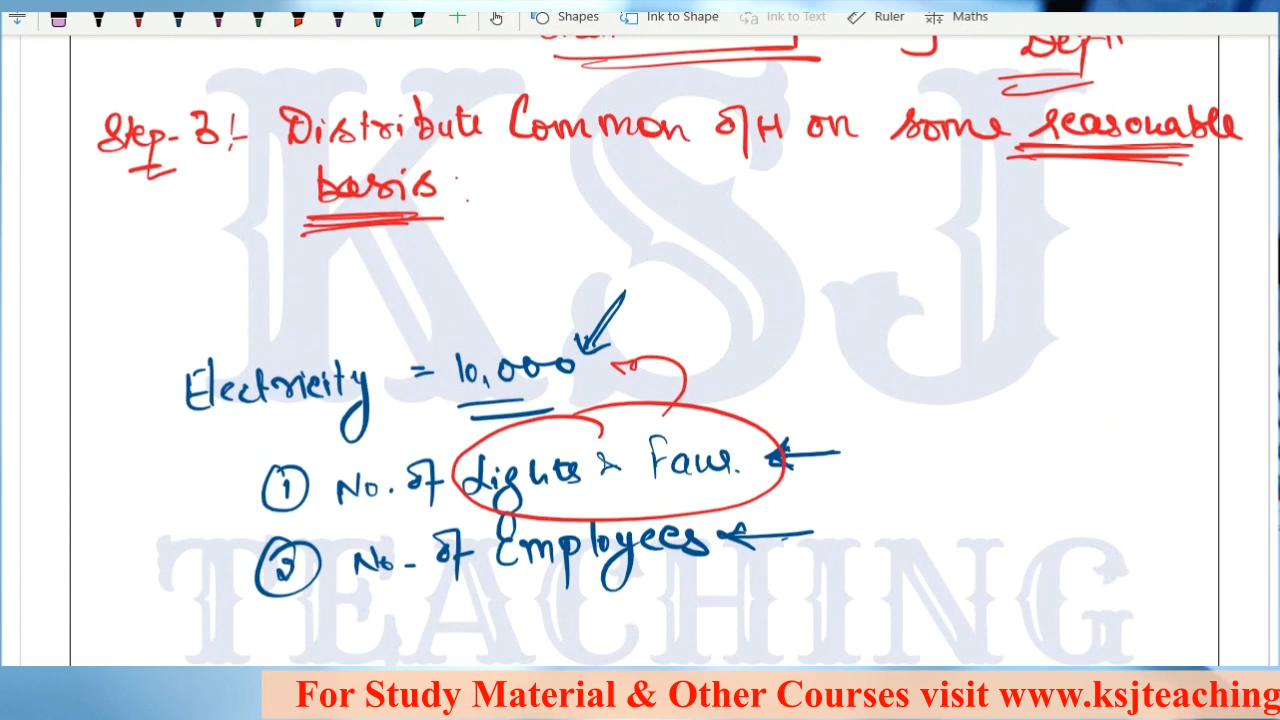 Shapes Ink to Shape Ink to Text Ruler Maths
Dept
Step-3:- Distribute Common O/H on some reasonable
basis:
Electricity = 10,000
① No. of Lights & Fans.
② No. of Employees
KSJ
TEACHING
For Study Material & Other Courses visit www.ksjteaching